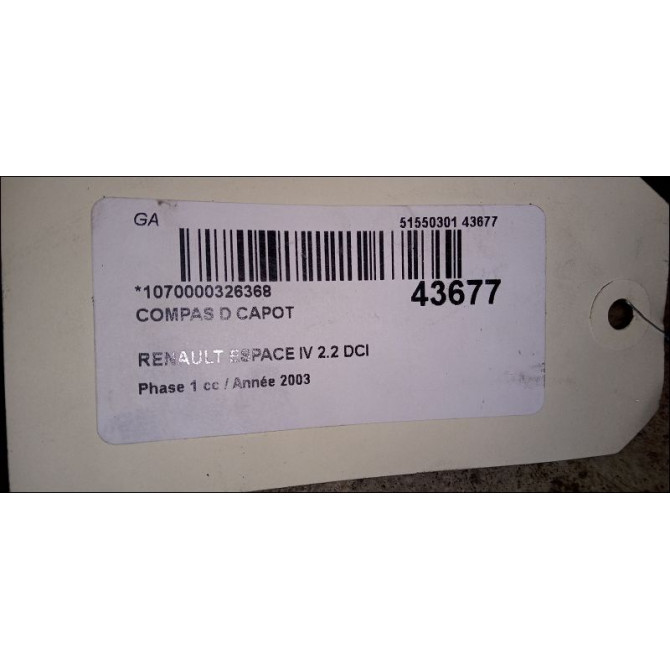 GA
51550301 43677
*1070000326368
43677
COMPAS D CAPOT
RENAULT ESPACE IV 2.2 DCI
Phase 1 cc / Année 2003